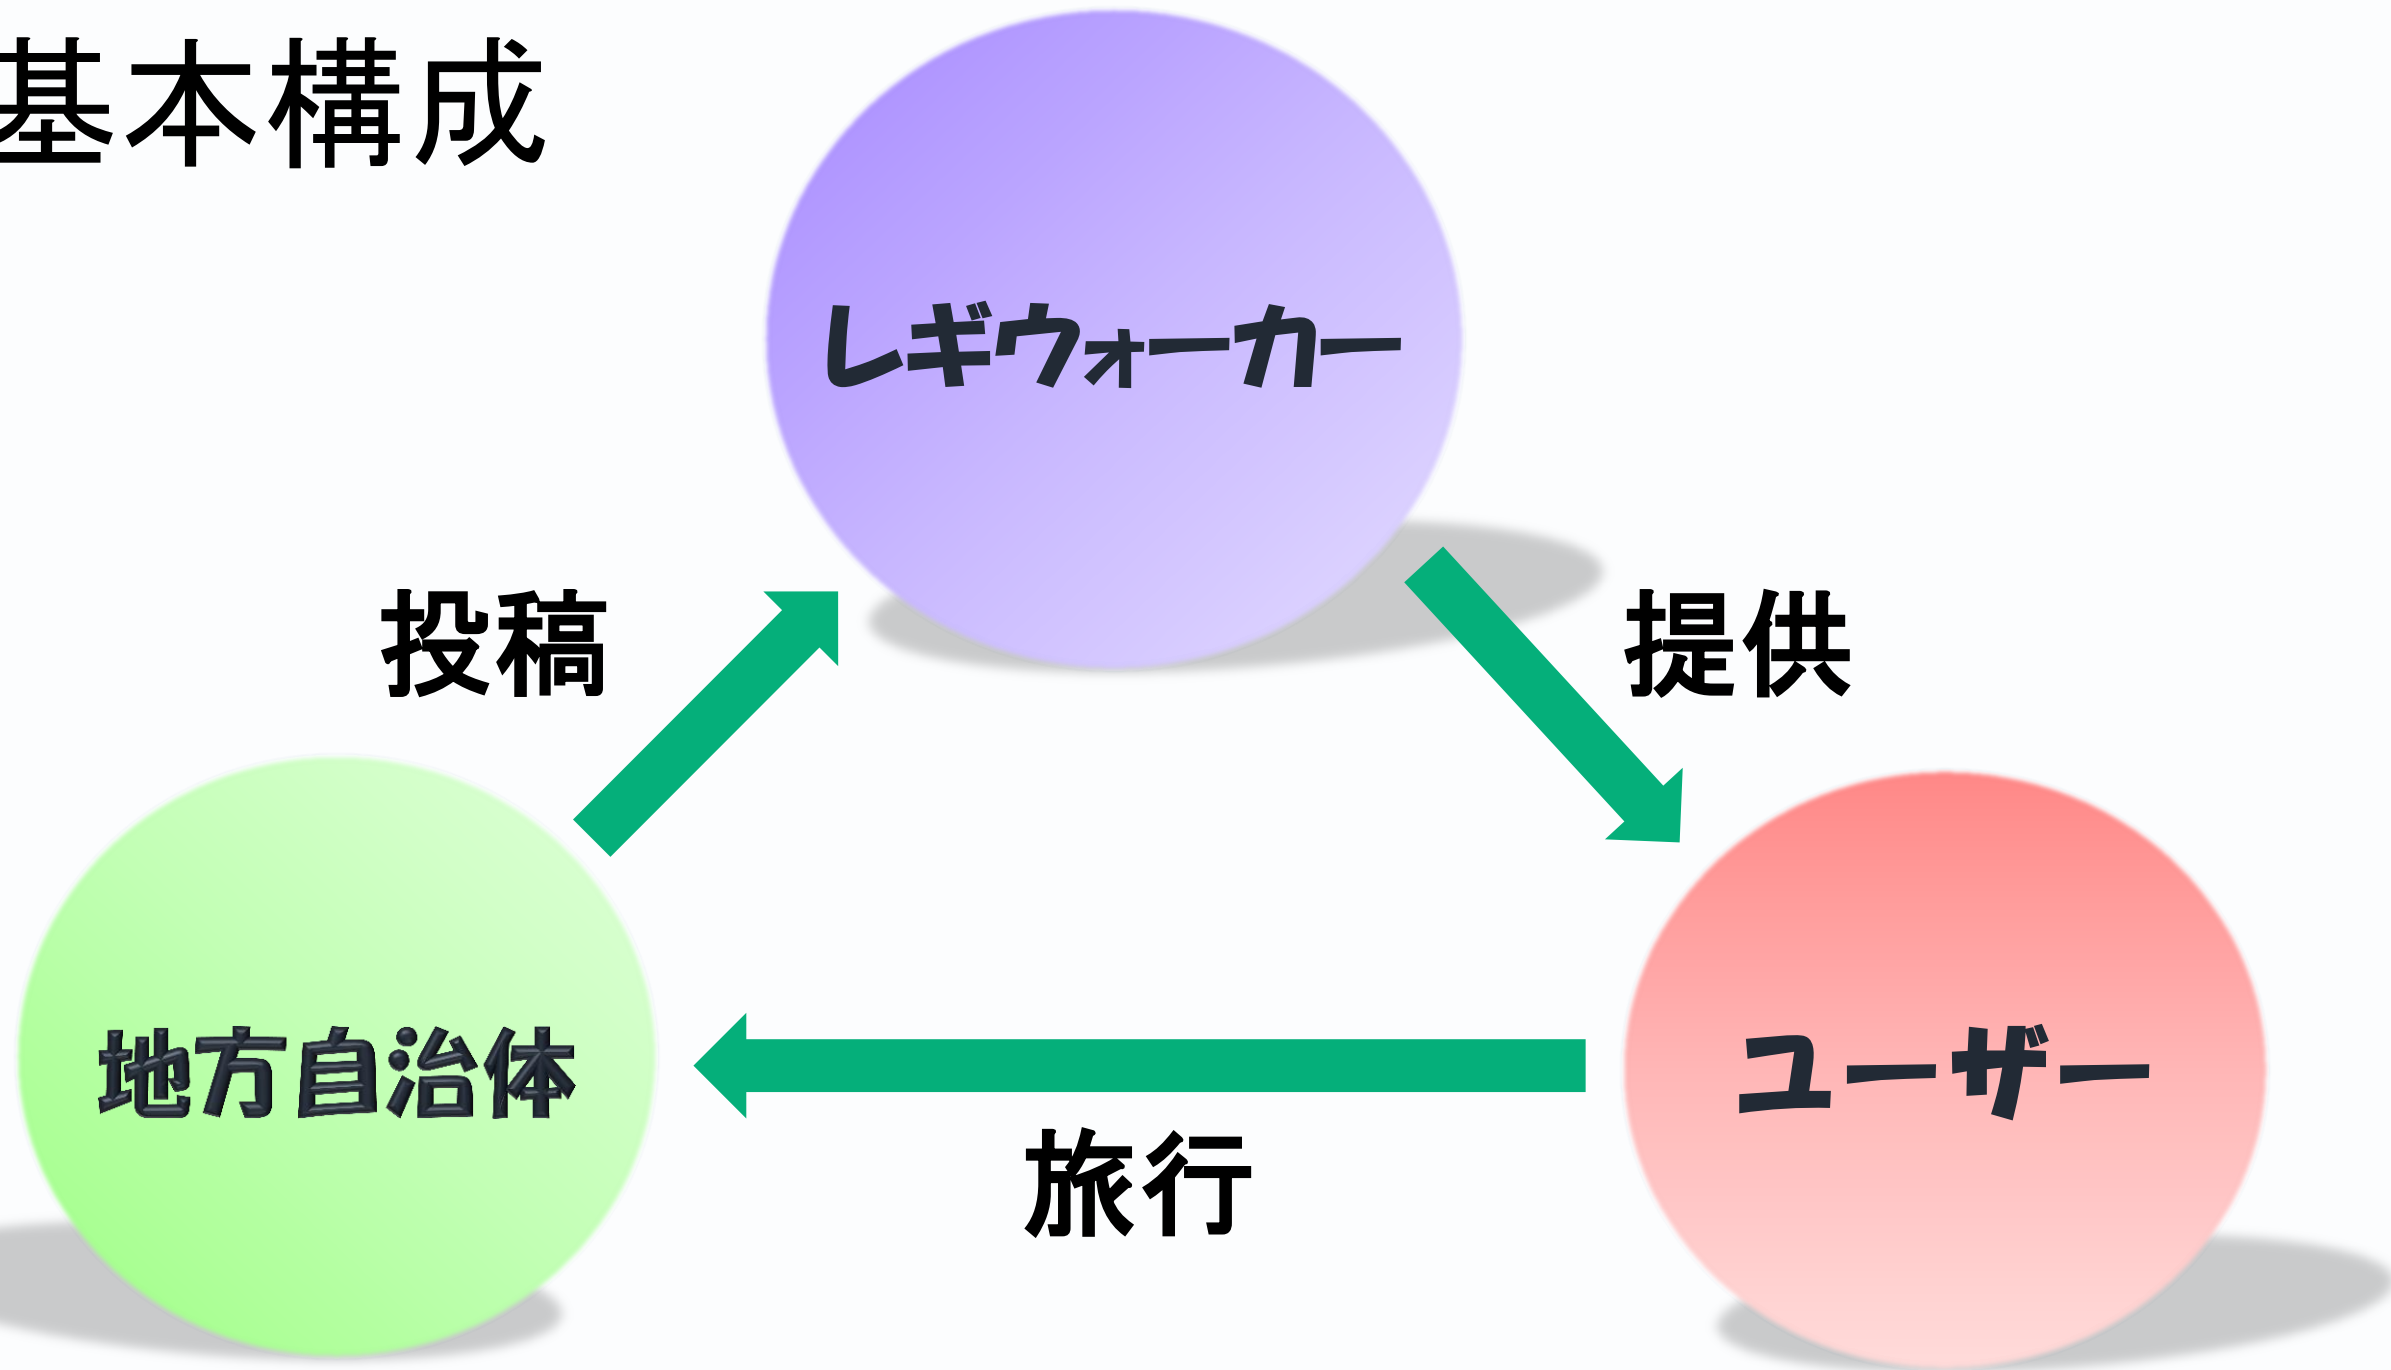 基本構成
レギウォーカー
投稿
提供
地方自治体
ユーザー
旅行